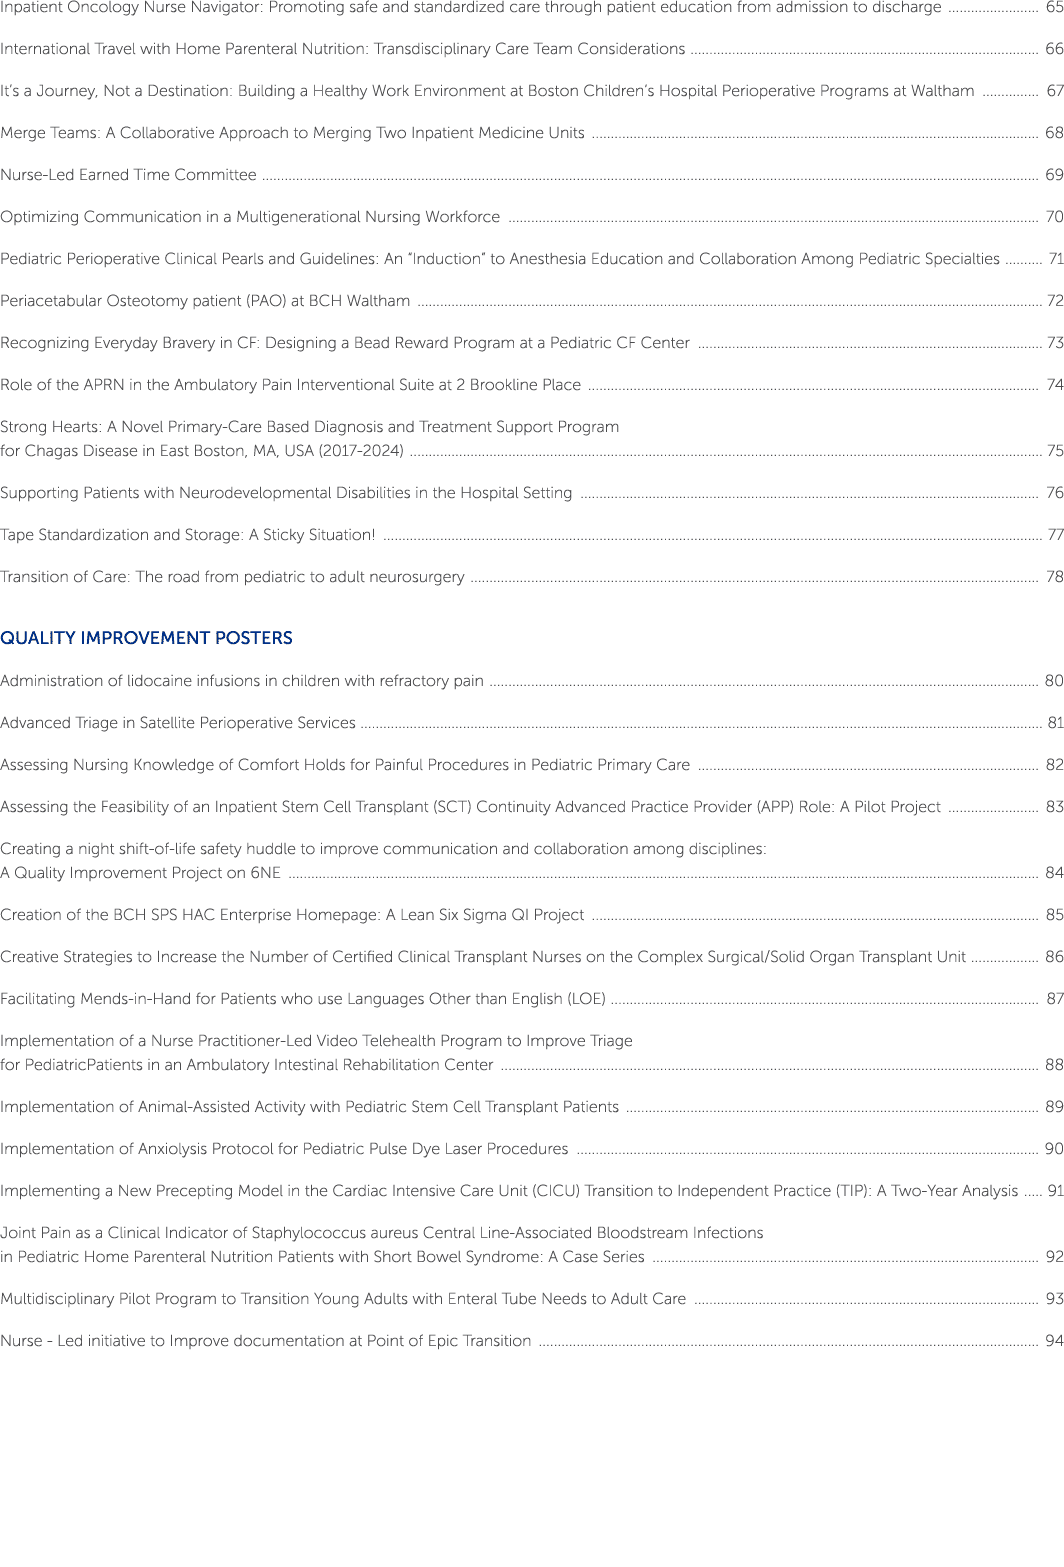 Inpatient Oncology Nurse Navigator: Promoting safe and standardized care through patient education from admission to discharge ........................ 65
International Travel with Home Parenteral Nutrition: Transdisciplinary Care Team Considerations ............................................................................................ 66
It's a Journey, Not a Destination: Building a Healthy Work Environment at Boston Children's Hospital Perioperative Programs at Waltham ............... 67
Merge Teams: A Collaborative Approach to Merging Two Inpatient Medicine Units ...................................................................................................................... 68
Nurse-Led Earned Time Committee ............................................................................................................................................................................................................. 69
Optimizing Communication in a Multigenerational Nursing Workforce ............................................................................................................................................ 70
Pediatric Perioperative Clinical Pearls and Guidelines: An “Induction” to Anesthesia Education and Collaboration Among Pediatric Specialties .......... 71
Periacetabular Osteotomy patient (PAO) at BCH Waltham ..................................................................................................................................................................... 72
Recognizing Everyday Bravery in CF: Designing a Bead Reward Program at a Pediatric CF Center ........................................................................................... 73
Role of the APRN in the Ambulatory Pain Interventional Suite at 2 Brookline Place ....................................................................................................................... 74
Strong Hearts: A Novel Primary-Care Based Diagnosis and Treatment Support Program
for Chagas Disease in East Boston, MA, USA (2017-2024) ....................................................................................................................................................................... 75
Supporting Patients with Neurodevelopmental Disabilities in the Hospital Setting ......................................................................................................................... 76
Tape Standardization and Storage: A Sticky Situation! .............................................................................................................................................................................. 77
Transition of Care: The road from pediatric to adult neurosurgery ...................................................................................................................................................... 78
QUALITY IMPROVEMENT POSTERS
Administration of lidocaine infusions in children with refractory pain ................................................................................................................................................. 80
Advanced Triage in Satellite Perioperative Services .................................................................................................................................................................................... 81
Assessing Nursing Knowledge of Comfort Holds for Painful Procedures in Pediatric Primary Care .......................................................................................... 82
Assessing the Feasibility of an Inpatient Stem Cell Transplant (SCT) Continuity Advanced Practice Provider (APP) Role: A Pilot Project ........................ 83
Creating a night shift-of-life safety huddle to improve communication and collaboration among disciplines:
A Quality Improvement Project on 6NE ...................................................................................................................................................................................................... 84
Creation of the BCH SPS HAC Enterprise Homepage: A Lean Six Sigma QI Project ...................................................................................................................... 85
Creative Strategies to Increase the Number of Certified Clinical Transplant Nurses on the Complex Surgical/Solid Organ Transplant Unit .................. 86
Facilitating Mends-in-Hand for Patients who use Languages Other than English (LOE) ................................................................................................................. 87
Implementation of a Nurse Practitioner-Led Video Telehealth Program to Improve Triage
for PediatricPatients in an Ambulatory Intestinal Rehabilitation Center .............................................................................................................................................. 88
Implementation of Animal-Assisted Activity with Pediatric Stem Cell Transplant Patients ............................................................................................................. 89
Implementation of Anxiolysis Protocol for Pediatric Pulse Dye Laser Procedures .......................................................................................................................... 90
Implementing a New Precepting Model in the Cardiac Intensive Care Unit (CICU) Transition to Independent Practice (TIP): A Two-Year Analysis ..... 91
Joint Pain as a Clinical Indicator of Staphylococcus aureus Central Line-Associated Bloodstream Infections
in Pediatric Home Parenteral Nutrition Patients with Short Bowel Syndrome: A Case Series ...................................................................................................... 92
Multidisciplinary Pilot Program to Transition Young Adults with Enteral Tube Needs to Adult Care ........................................................................................... 93
Nurse - Led initiative to Improve documentation at Point of Epic Transition .................................................................................................................................... 94